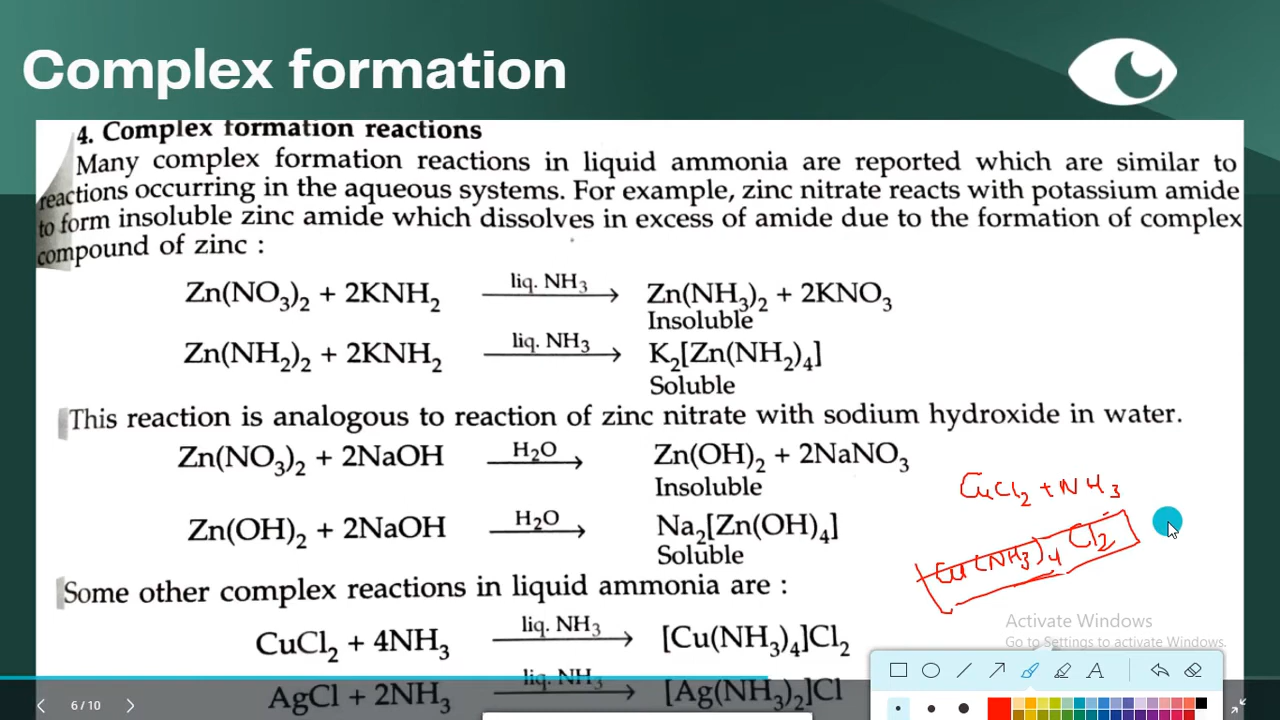 Complex formation
4. Complex formation reactions
Many complex formation reactions in liquid ammonia are reported which are similar to
reactions occurring in the aqueous systems. For example, zinc nitrate reacts with potassium amide
to form insoluble zinc amide which dissolves in excess of amide due to the formation of complex
compound of zinc :
Zn(NO₃)₂ + 2KNH₂ liq. NH₃ → Zn(NH₃)₂ + 2KNO₃
Insoluble
Zn(NH₂)₂ + 2KNH₂ liq. NH₃ → K₂[Zn(NH₂)₄]
Soluble
This reaction is analogous to reaction of zinc nitrate with sodium hydroxide in water.
Zn(NO₃)₂ + 2NaOH H₂O → Zn(OH)₂ + 2NaNO₃
Insoluble
CuCl₂ + NH₃
Zn(OH)₂ + 2NaOH H₂O → Na₂[Zn(OH)₄]
Soluble
Cu(NH₃)₄ Cl₂
Some other complex reactions in liquid ammonia are :
CuCl₂ + 4NH₃ liq. NH₃ → [Cu(NH₃)₄]Cl₂
AgCl + 2NH₃ liq. NH₃ → [Ag(NH₃)₂]Cl
Activate Windows
Go to Settings to activate Windows.
A
6 / 10